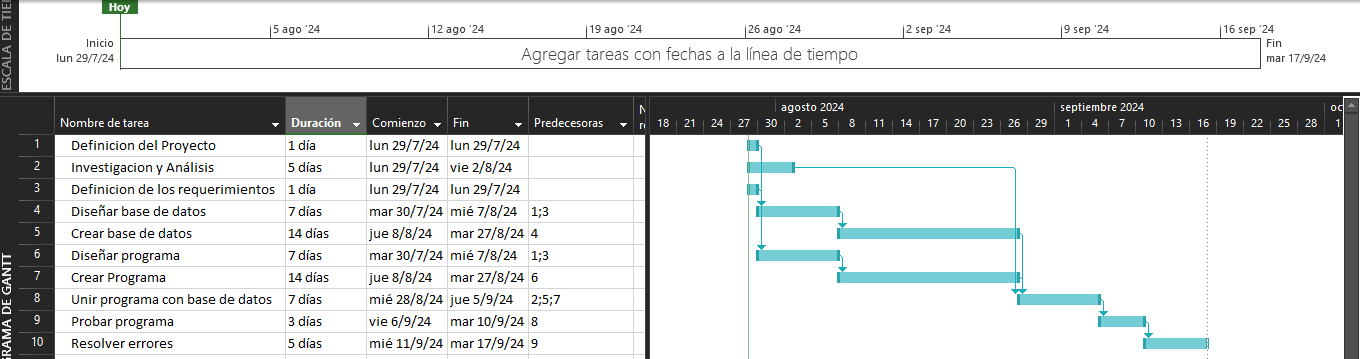 Hoy
5 ago '24 12 ago '24 19 ago '24 26 ago '24 2 sep '24 9 sep '24 16 sep '24
Inicio
lun 29/7/24
Agregar tareas con fechas a la línea de tiempo
Fin
mar 17/9/24
ESCALA DE TIE
Nombre de tarea Duración Comienzo Fin Predecesoras
agosto 2024 septiembre 2024 oct
18 21 24 27 30 2 5 8 11 14 17 20 23 26 29 1 4 7 10 13 16 19 22 25 28 1
1 Definicion del Proyecto 1 día lun 29/7/24 lun 29/7/24
2 Investigacion y Análisis 5 días lun 29/7/24 vie 2/8/24
3 Definicion de los requerimientos 1 día lun 29/7/24 lun 29/7/24
4 Diseñar base de datos 7 días mar 30/7/24 mié 7/8/24 1;3
5 Crear base de datos 14 días jue 8/8/24 mar 27/8/24 4
6 Diseñar programa 7 días mar 30/7/24 mié 7/8/24 1;3
7 Crear Programa 14 días jue 8/8/24 mar 27/8/24 6
8 Unir programa con base de datos 7 días mié 28/8/24 jue 5/9/24 2;5;7
9 Probar programa 3 días vie 6/9/24 mar 10/9/24 8
10 Resolver errores 5 días mié 11/9/24 mar 17/9/24 9
GRAMA DE GANTT